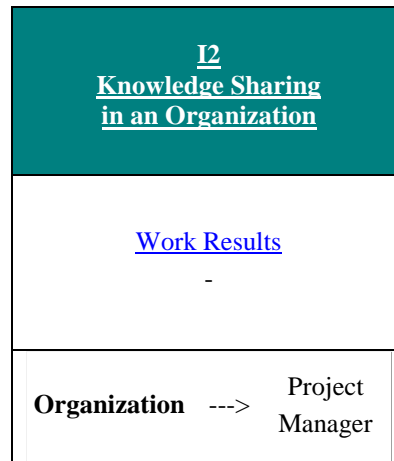 I2
Knowledge Sharing
in an Organization
Work Results
-
Organization ---> Project
Manager